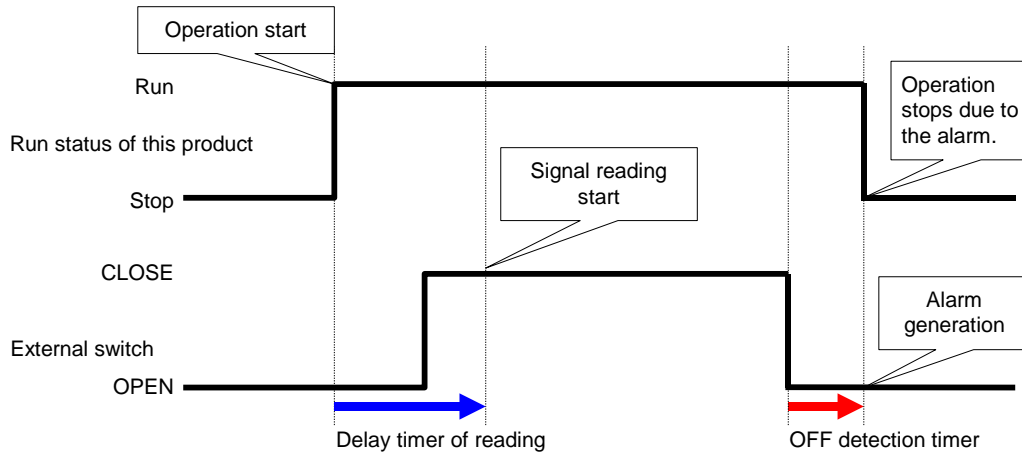 Operation start
Run
Operation
stops due to
the alarm.
Run status of this product
Signal reading
start
Stop
CLOSE
Alarm
generation
External switch
OPEN
Delay timer of reading
OFF detection timer